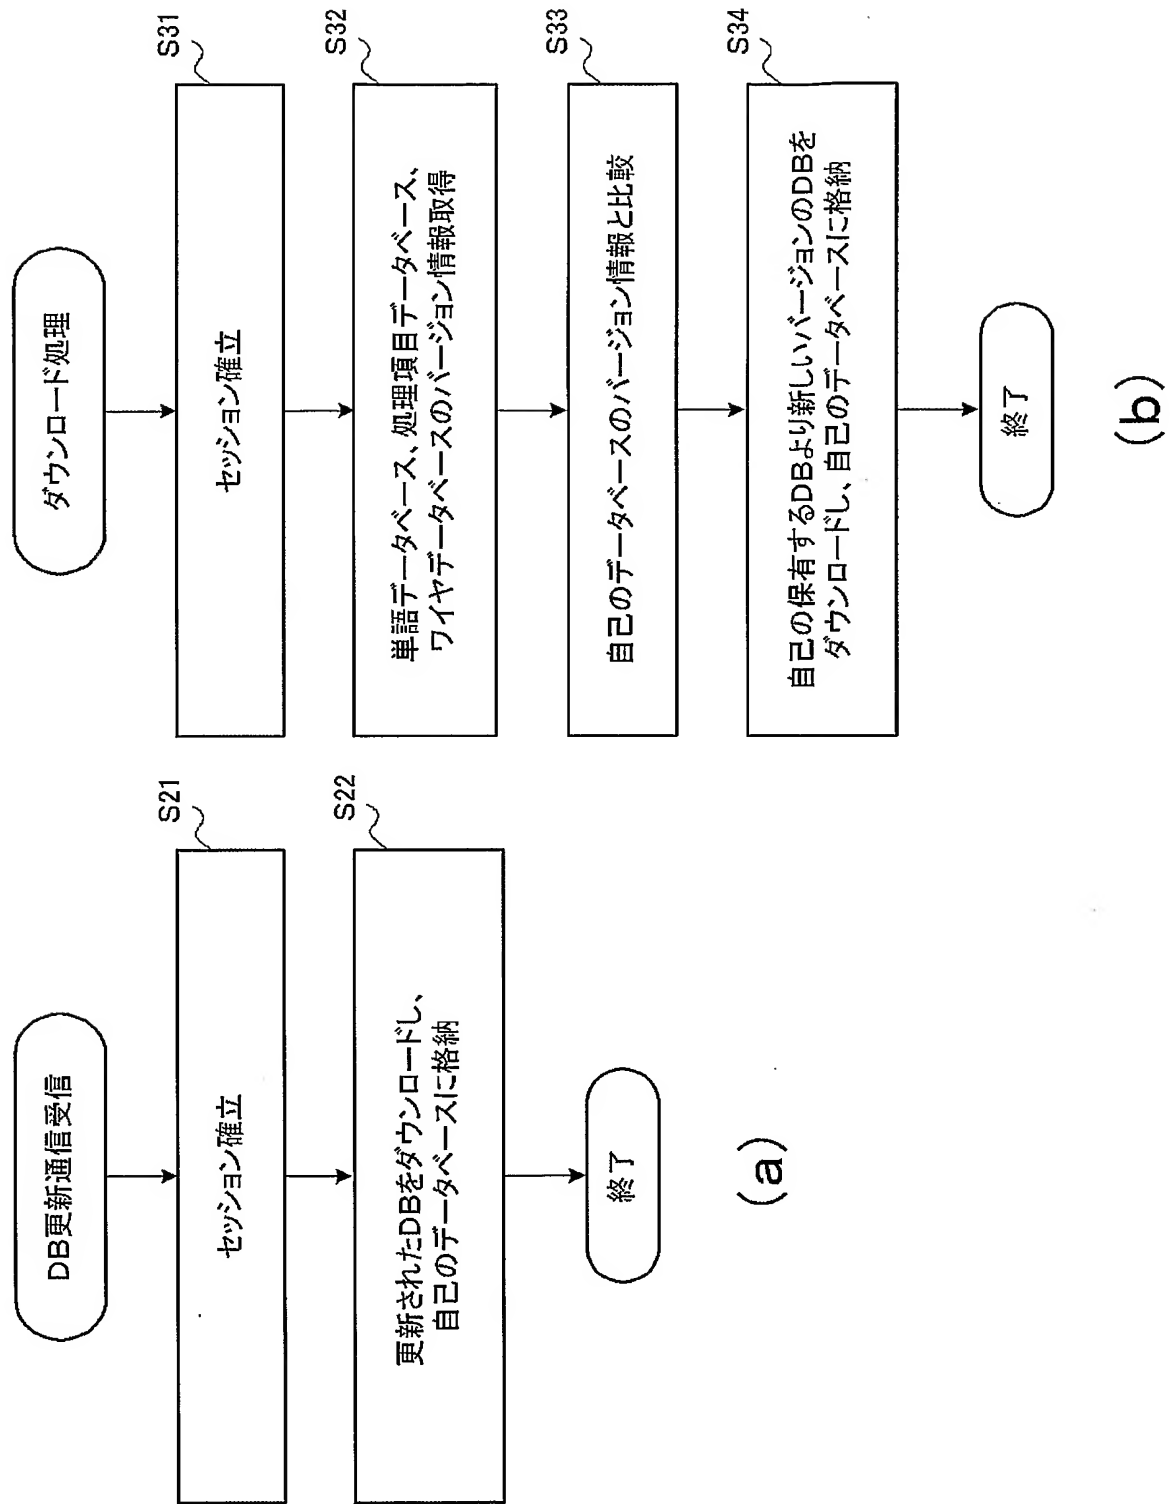 DB更新通信受信
S21
セッション確立
S22
更新されたDBをダウンロードし、
自己のデータベースに格納
終了
(a)
ダウンロード処理
S31
セッション確立
S32
単語データベース、処理項目データベース、
ワイヤデータベースのバージョン情報取得
S33
自己のデータベースのバージョン情報と比較
S34
自己の保有するDBより新しいバージョンのDBを
ダウンロードし、自己のデータベースに格納
終了
(b)